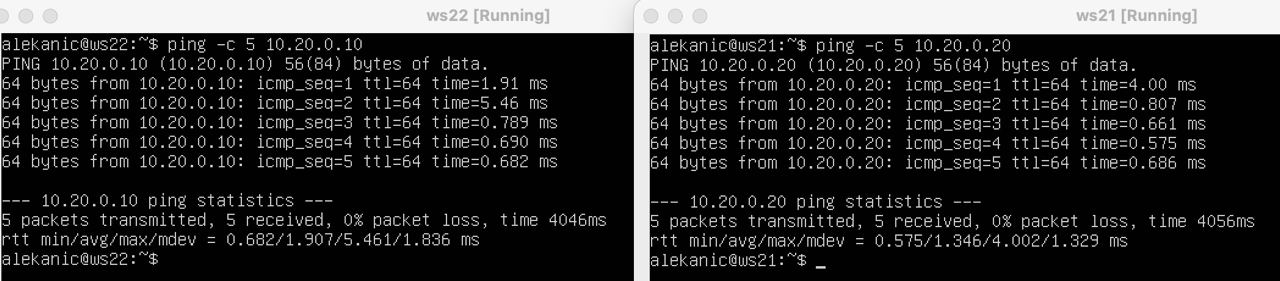 ws22 [Running]
alekanic@ws22:~$ ping -c 5 10.20.0.10
PING 10.20.0.10 (10.20.0.10) 56(84) bytes of data.
64 bytes from 10.20.0.10: icmp_seq=1 ttl=64 time=1.91 ms
64 bytes from 10.20.0.10: icmp_seq=2 ttl=64 time=5.46 ms
64 bytes from 10.20.0.10: icmp_seq=3 ttl=64 time=0.789 ms
64 bytes from 10.20.0.10: icmp_seq=4 ttl=64 time=0.690 ms
64 bytes from 10.20.0.10: icmp_seq=5 ttl=64 time=0.682 ms
--- 10.20.0.10 ping statistics ---
5 packets transmitted, 5 received, 0% packet loss, time 4046ms
rtt min/avg/max/mdev = 0.682/1.907/5.461/1.836 ms
alekanic@ws22:~$
ws21 [Running]
alekanic@ws21:~$ ping -c 5 10.20.0.20
PING 10.20.0.20 (10.20.0.20) 56(84) bytes of data.
64 bytes from 10.20.0.20: icmp_seq=1 ttl=64 time=4.00 ms
64 bytes from 10.20.0.20: icmp_seq=2 ttl=64 time=0.807 ms
64 bytes from 10.20.0.20: icmp_seq=3 ttl=64 time=0.661 ms
64 bytes from 10.20.0.20: icmp_seq=4 ttl=64 time=0.575 ms
64 bytes from 10.20.0.20: icmp_seq=5 ttl=64 time=0.686 ms
--- 10.20.0.20 ping statistics ---
5 packets transmitted, 5 received, 0% packet loss, time 4056ms
rtt min/avg/max/mdev = 0.575/1.346/4.002/1.329 ms
alekanic@ws21:~$ _